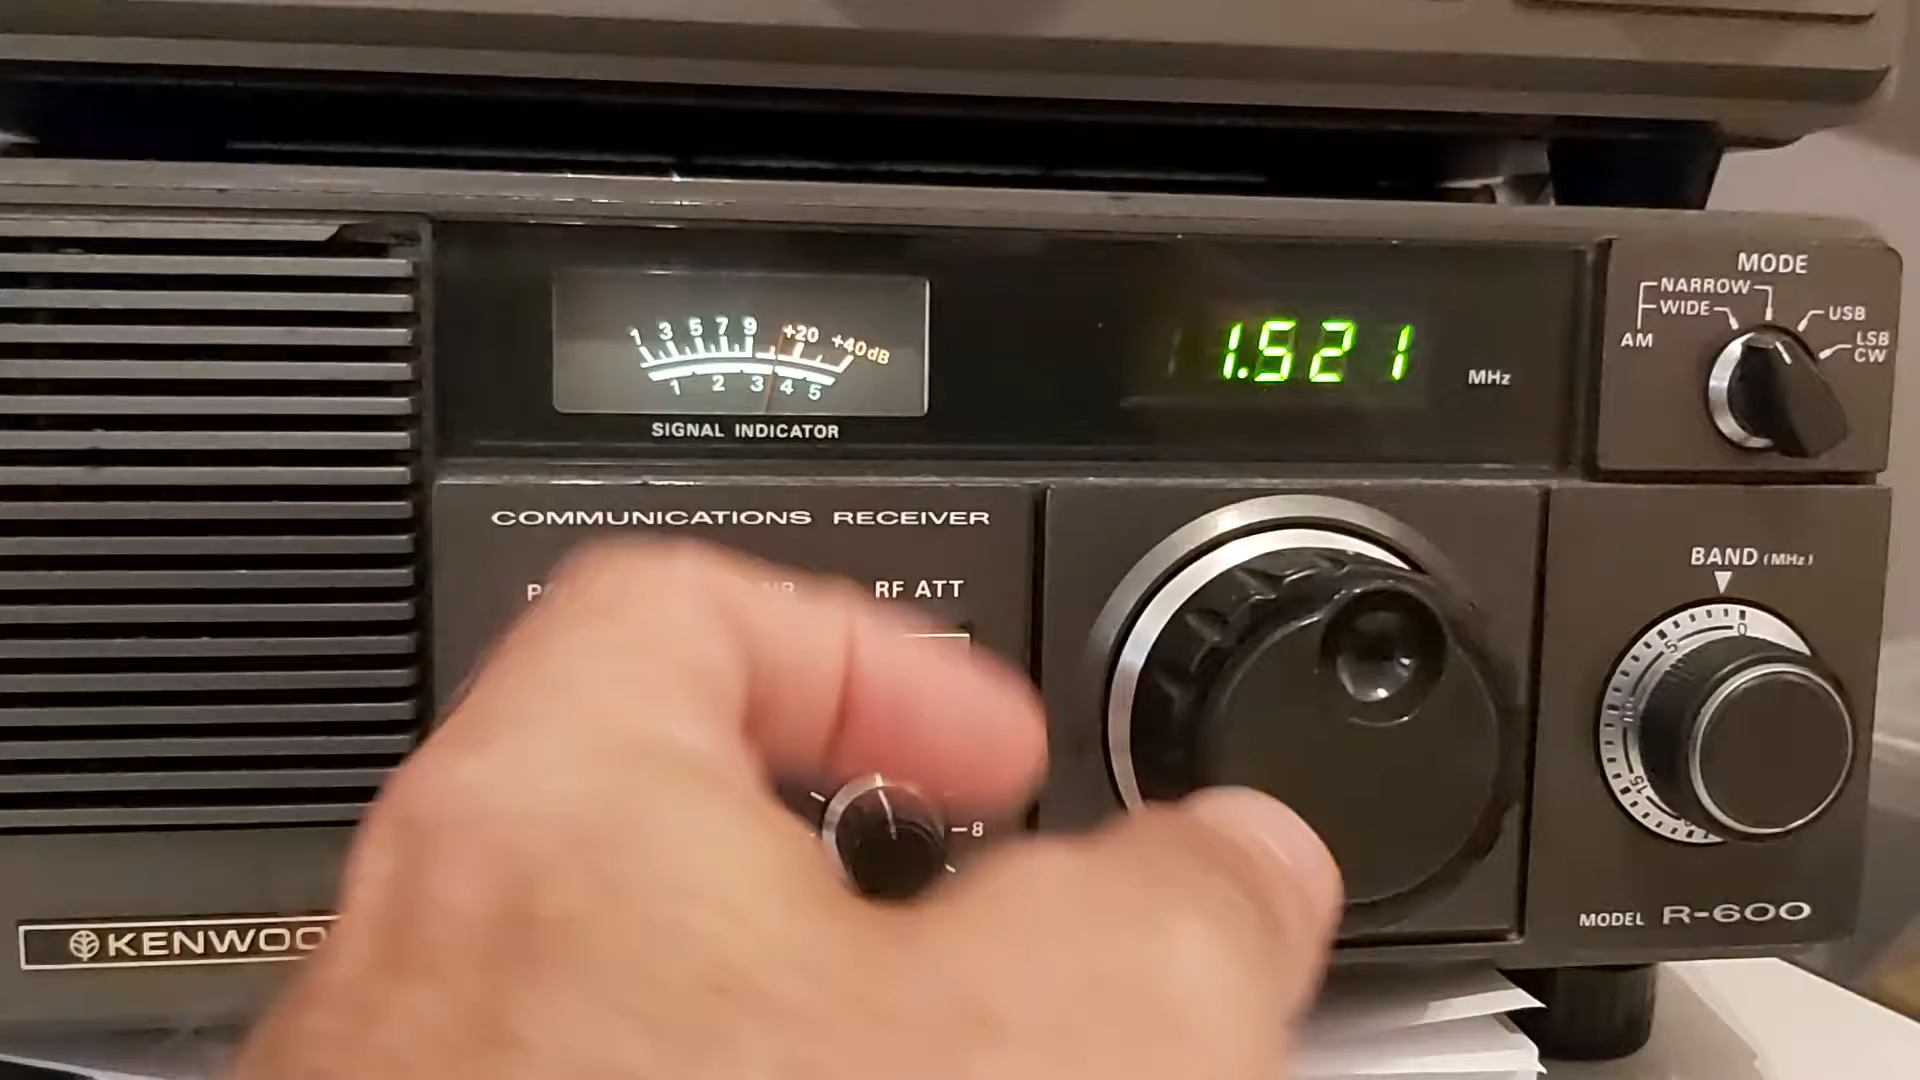 1 3 5 7 9 +20 +40dB
1 2 3 4 5
SIGNAL INDICATOR
1.521 MHz
MODE
NARROW
WIDE
AM
USB
LSB
CW
COMMUNICATIONS RECEIVER
RF ATT
8
BAND (MHz)
0
5
10
15
KENWOO
MODEL R-600